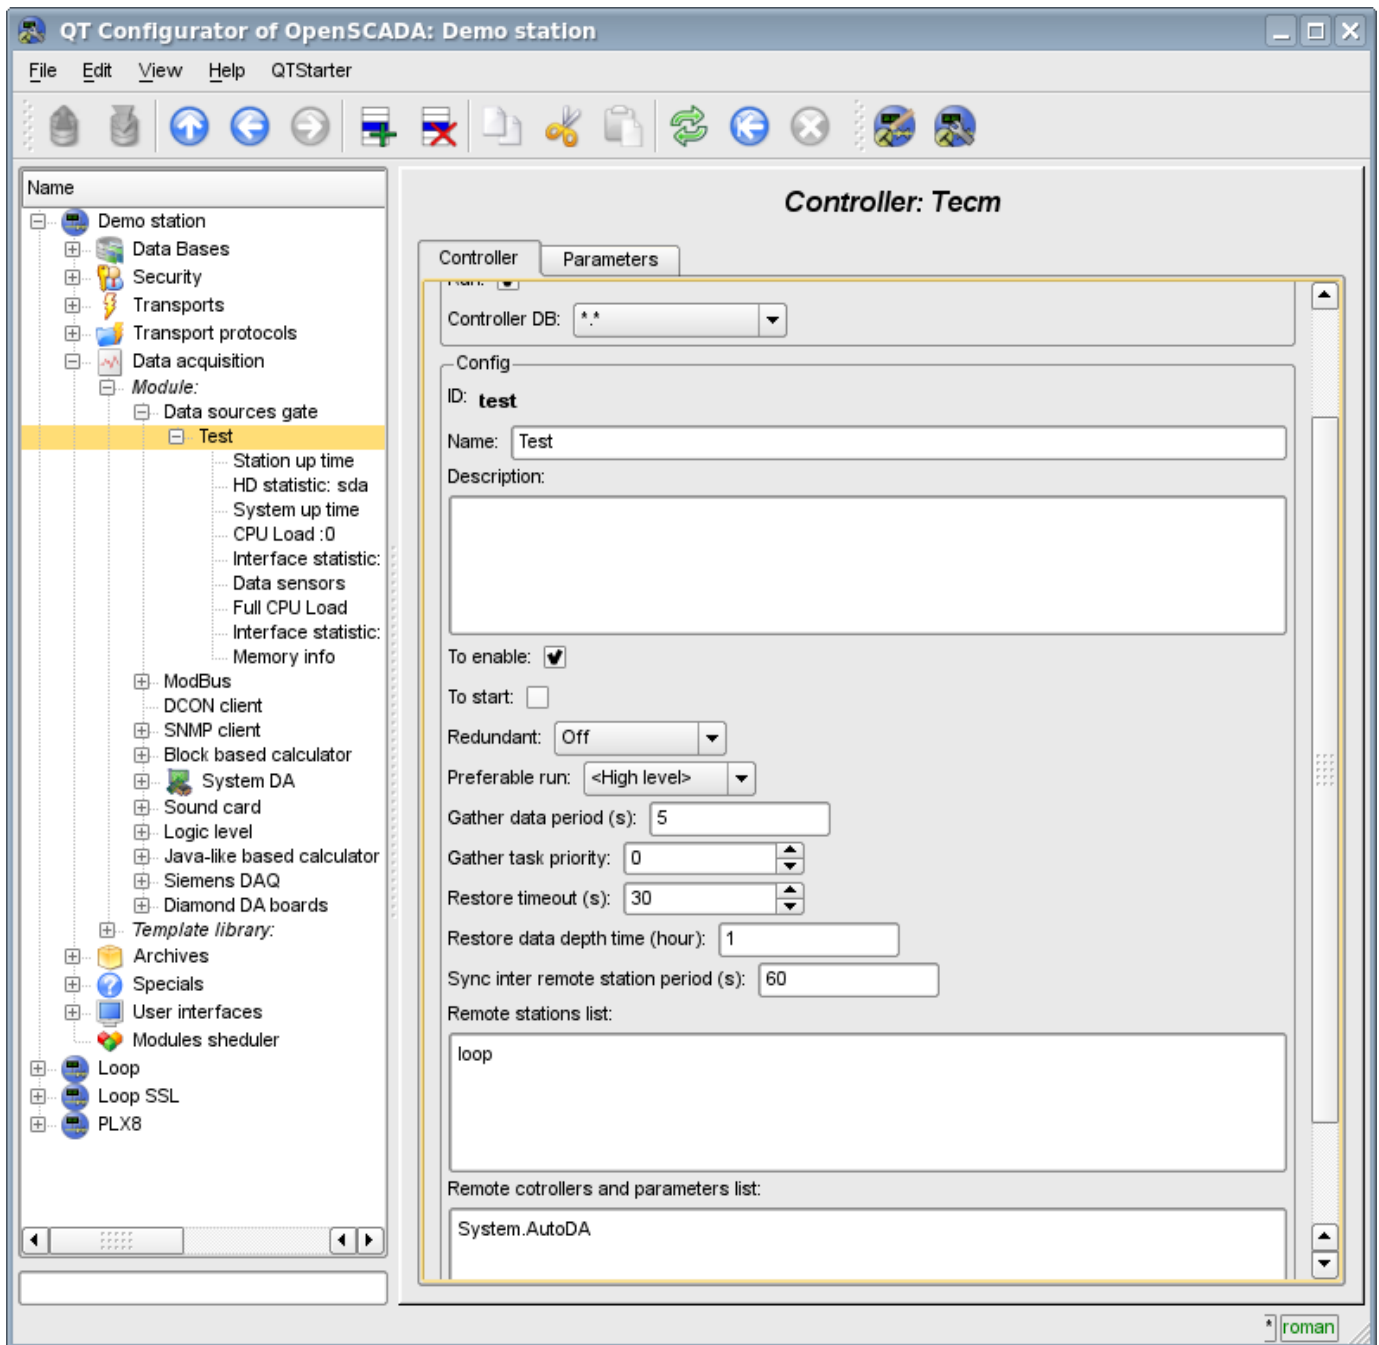 QT Configurator of OpenSCADA: Demo station
File Edit View Help QTStarter
Name
Demo station
Data Bases
Security
Transports
Transport protocols
Data acquisition
Module:
Data sources gate
Test
Station up time
HD statistic: sda
System up time
CPU Load :0
Interface statistic:
Data sensors
Full CPU Load
Interface statistic:
Memory info
ModBus
DCON client
SNMP client
Block based calculator
System DA
Sound card
Logic level
Java-like based calculator
Siemens DAQ
Diamond DA boards
Template library:
Archives
Specials
User interfaces
Modules sheduler
Loop
Loop SSL
PLX8
Controller: Tecm
Controller Parameters
Run:
Controller DB: *.*
Config
ID: test
Name: Test
Description:
To enable:
To start:
Redundant: Off
Preferable run: <High level>
Gather data period (s): 5
Gather task priority: 0
Restore timeout (s): 30
Restore data depth time (hour): 1
Sync inter remote station period (s): 60
Remote stations list:
loop
Remote cotrollers and parameters list:
System.AutoDA
* roman